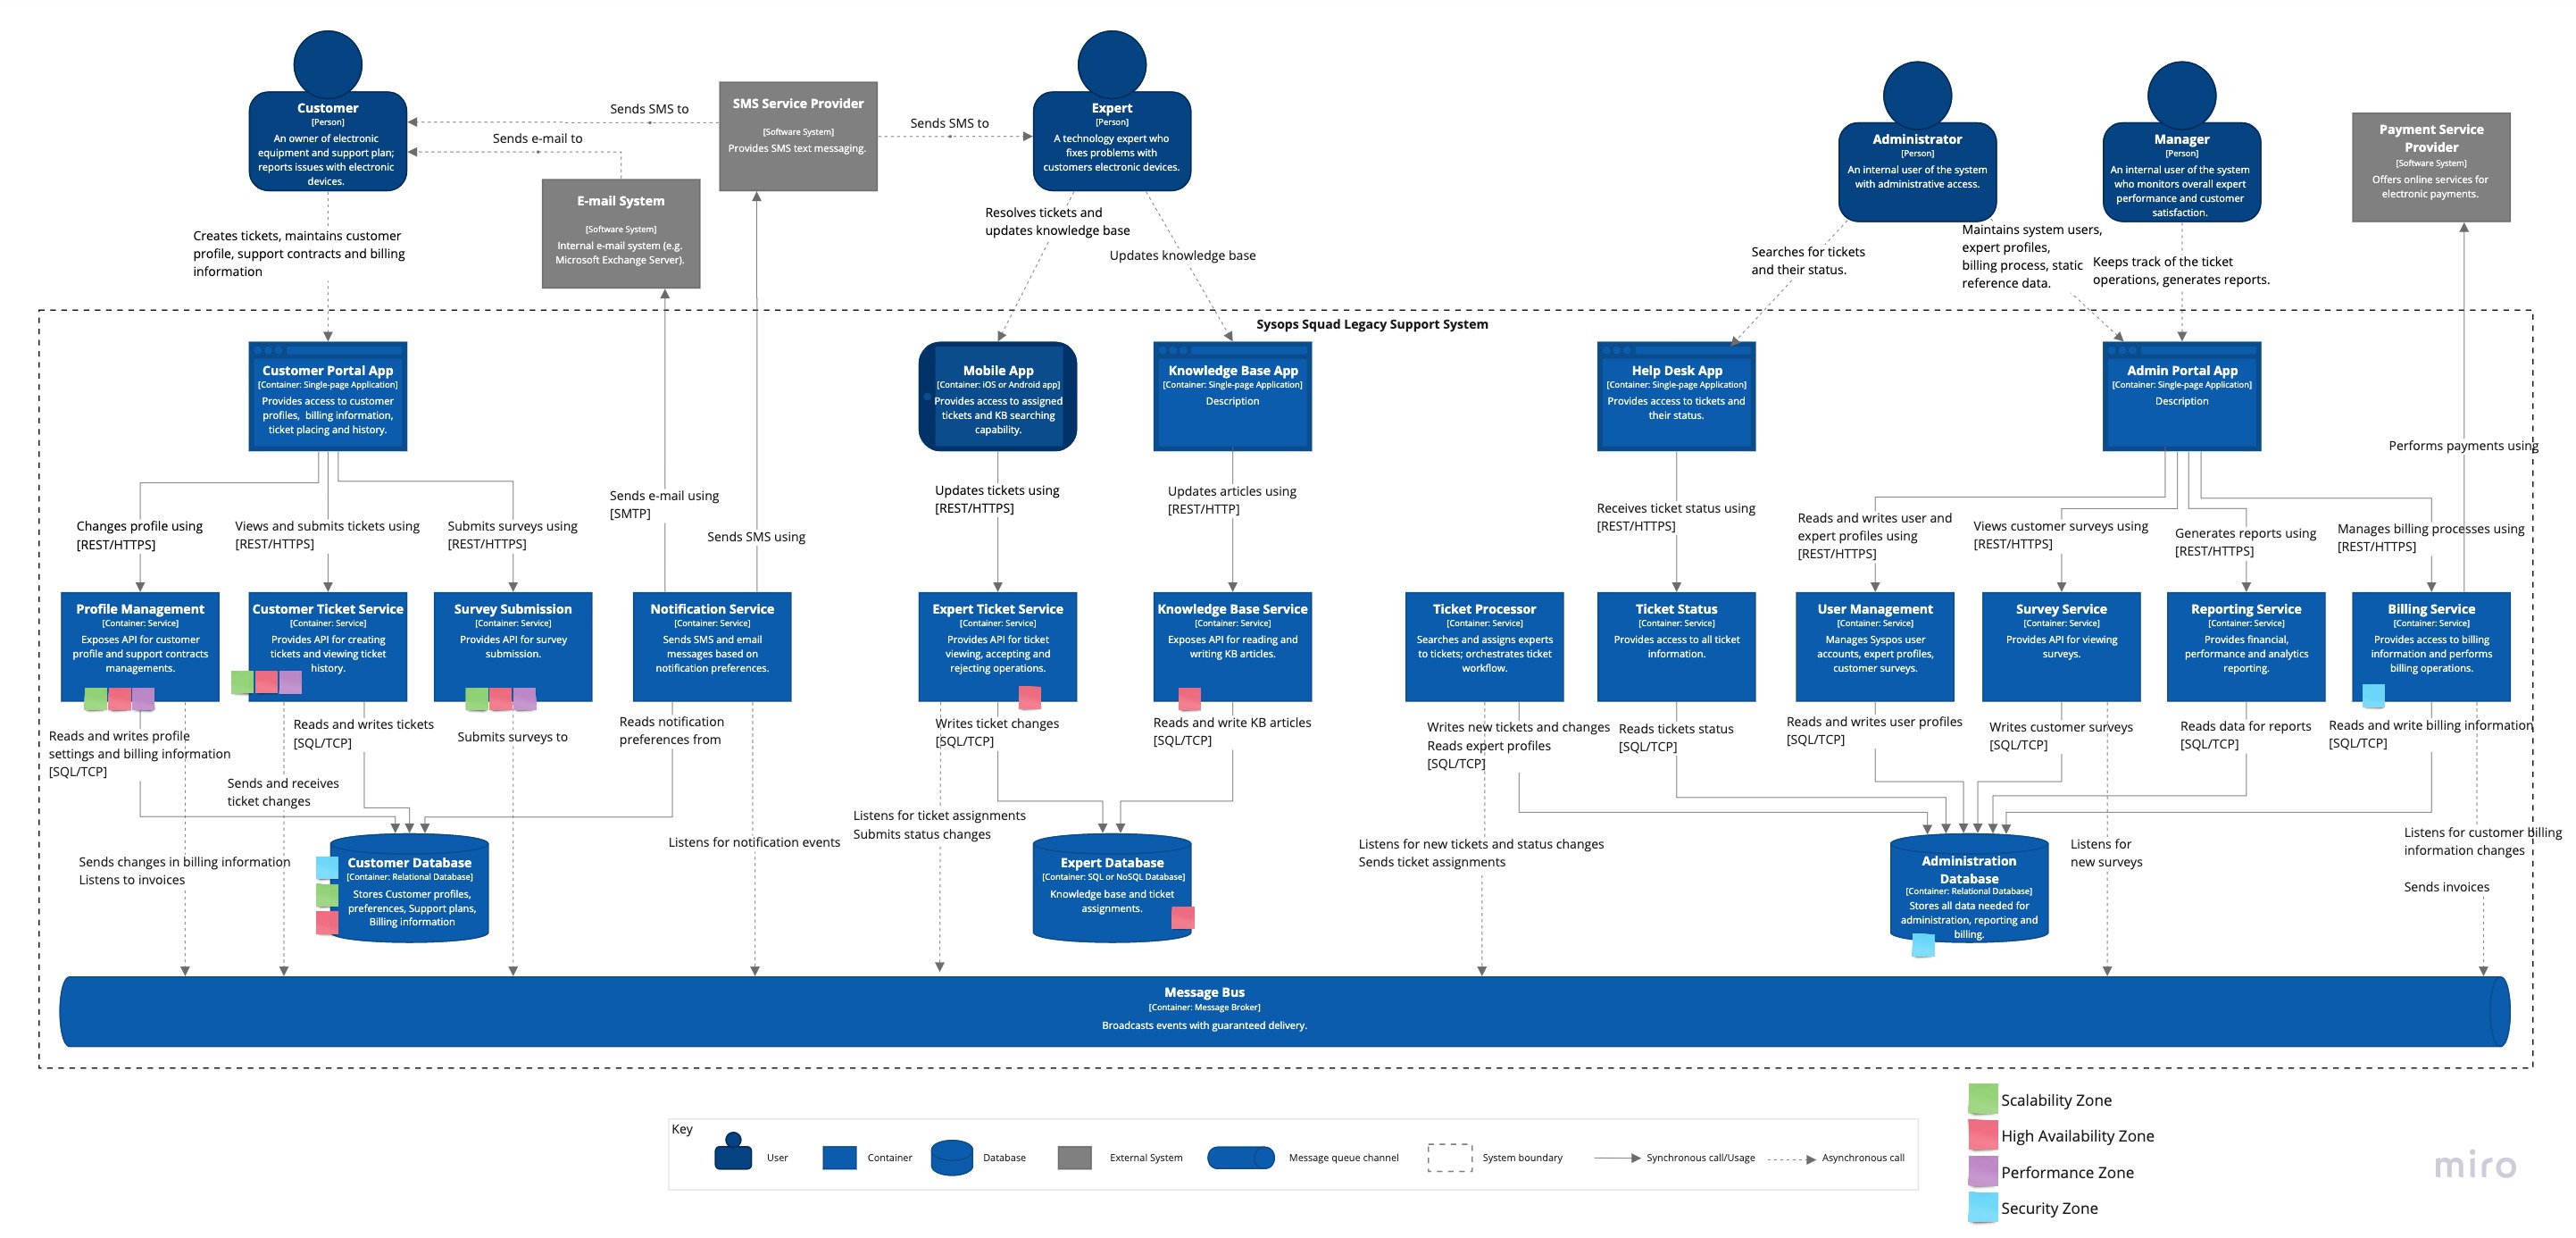 Customer
[Person]
An owner of electronic
equipment and support plan;
reports issues with electronic
devices.
Sends SMS to
Sends e-mail to
SMS Service Provider
[Software System]
Provides SMS text messaging.
Sends SMS to
Expert
[Person]
A technology expert who
fixes problems with
customers electronic devices.
Administrator
[Person]
An internal user of the system
with administrative access.
Manager
[Person]
An internal user of the system
who monitors overall expert
performance and customer
satisfaction.
Payment Service
Provider
[Software System]
Offers online services for
electronic payments.
E-mail System
[Software System]
Internal e-mail system (e.g.
Microsoft Exchange Server).
Creates tickets, maintains customer
profile, support contracts and billing
information
Resolves tickets and
updates knowledge base
Updates knowledge base
Searches for tickets
and their status.
Maintains system users,
expert profiles,
billing process, static
reference data.
Keeps track of the ticket
operations, generates reports.
Sysops Squad Legacy Support System
Customer Portal App
[Container: Single-page Application]
Provides access to customer
profiles, billing information,
ticket placing and history.
Mobile App
[Container: iOS or Android app]
Provides access to assigned
tickets and KB searching
capability.
Knowledge Base App
[Container: Single-page Application]
Description
Help Desk App
[Container: Single-page Application]
Provides access to tickets and
their status.
Admin Portal App
[Container: Single-page Application]
Description
Performs payments using
Changes profile using
[REST/HTTPS]
Views and submits tickets using
[REST/HTTPS]
Submits surveys using
[REST/HTTPS]
Sends e-mail using
[SMTP]
Sends SMS using
Updates tickets using
[REST/HTTPS]
Updates articles using
[REST/HTTP]
Receives ticket status using
[REST/HTTPS]
Reads and writes user and
expert profiles using
[REST/HTTPS]
Views customer surveys using
[REST/HTTPS]
Generates reports using
[REST/HTTPS]
Manages billing processes using
[REST/HTTPS]
Profile Management
[Container: Service]
Exposes API for customer
profile and support contracts
managements.
Customer Ticket Service
[Container: Service]
Provides API for creating
tickets and viewing ticket
history.
Survey Submission
[Container: Service]
Provides API for survey
submission.
Notification Service
[Container: Service]
Sends SMS and email
messages based on
notification preferences.
Expert Ticket Service
[Container: Service]
Provides API for ticket
viewing, accepting and
rejecting operations.
Knowledge Base Service
[Container: Service]
Exposes API for reading and
writing KB articles.
Ticket Processor
[Container: Service]
Searches and assigns experts
to tickets; orchestrates ticket
workflow.
Ticket Status
[Container: Service]
Provides access to all ticket
information.
User Management
[Container: Service]
Manages Syspos user
accounts, expert profiles,
customer surveys.
Survey Service
[Container: Service]
Provides API for viewing
surveys.
Reporting Service
[Container: Service]
Provides financial,
performance and analytics
reporting.
Billing Service
[Container: Service]
Provides access to billing
information and performs
billing operations.
Reads and writes profile
settings and billing information
[SQL/TCP]
Sends and receives
ticket changes
Reads and writes tickets
[SQL/TCP]
Submits surveys to
Reads notification
preferences from
Writes ticket changes
[SQL/TCP]
Reads and write KB articles
[SQL/TCP]
Writes new tickets and changes
Reads expert profiles
[SQL/TCP]
Reads tickets status
[SQL/TCP]
Reads and writes user profiles
[SQL/TCP]
Writes customer surveys
[SQL/TCP]
Reads data for reports
[SQL/TCP]
Reads and write billing information
[SQL/TCP]
Sends changes in billing information
Listens to invoices
Listens for notification events
Listens for ticket assignments
Submits status changes
Listens for new tickets and status changes
Sends ticket assignments
Listens for
new surveys
Listens for customer billing
information changes
Sends invoices
Customer Database
[Container: Relational Database]
Stores Customer profiles,
preferences, Support plans,
Billing information
Expert Database
[Container: SQL or NoSQL Database]
Knowledge base and ticket
assignments.
Administration
Database
[Container: Relational Database]
Stores all data needed for
administration, reporting and
billing.
Message Bus
[Container: Message Broker]
Broadcasts events with guaranteed delivery.
Key
User
Container
Database
External System
Message queue channel
System boundary
Synchronous call/Usage
Asynchronous call
Scalability Zone
High Availability Zone
Performance Zone
Security Zone
miro